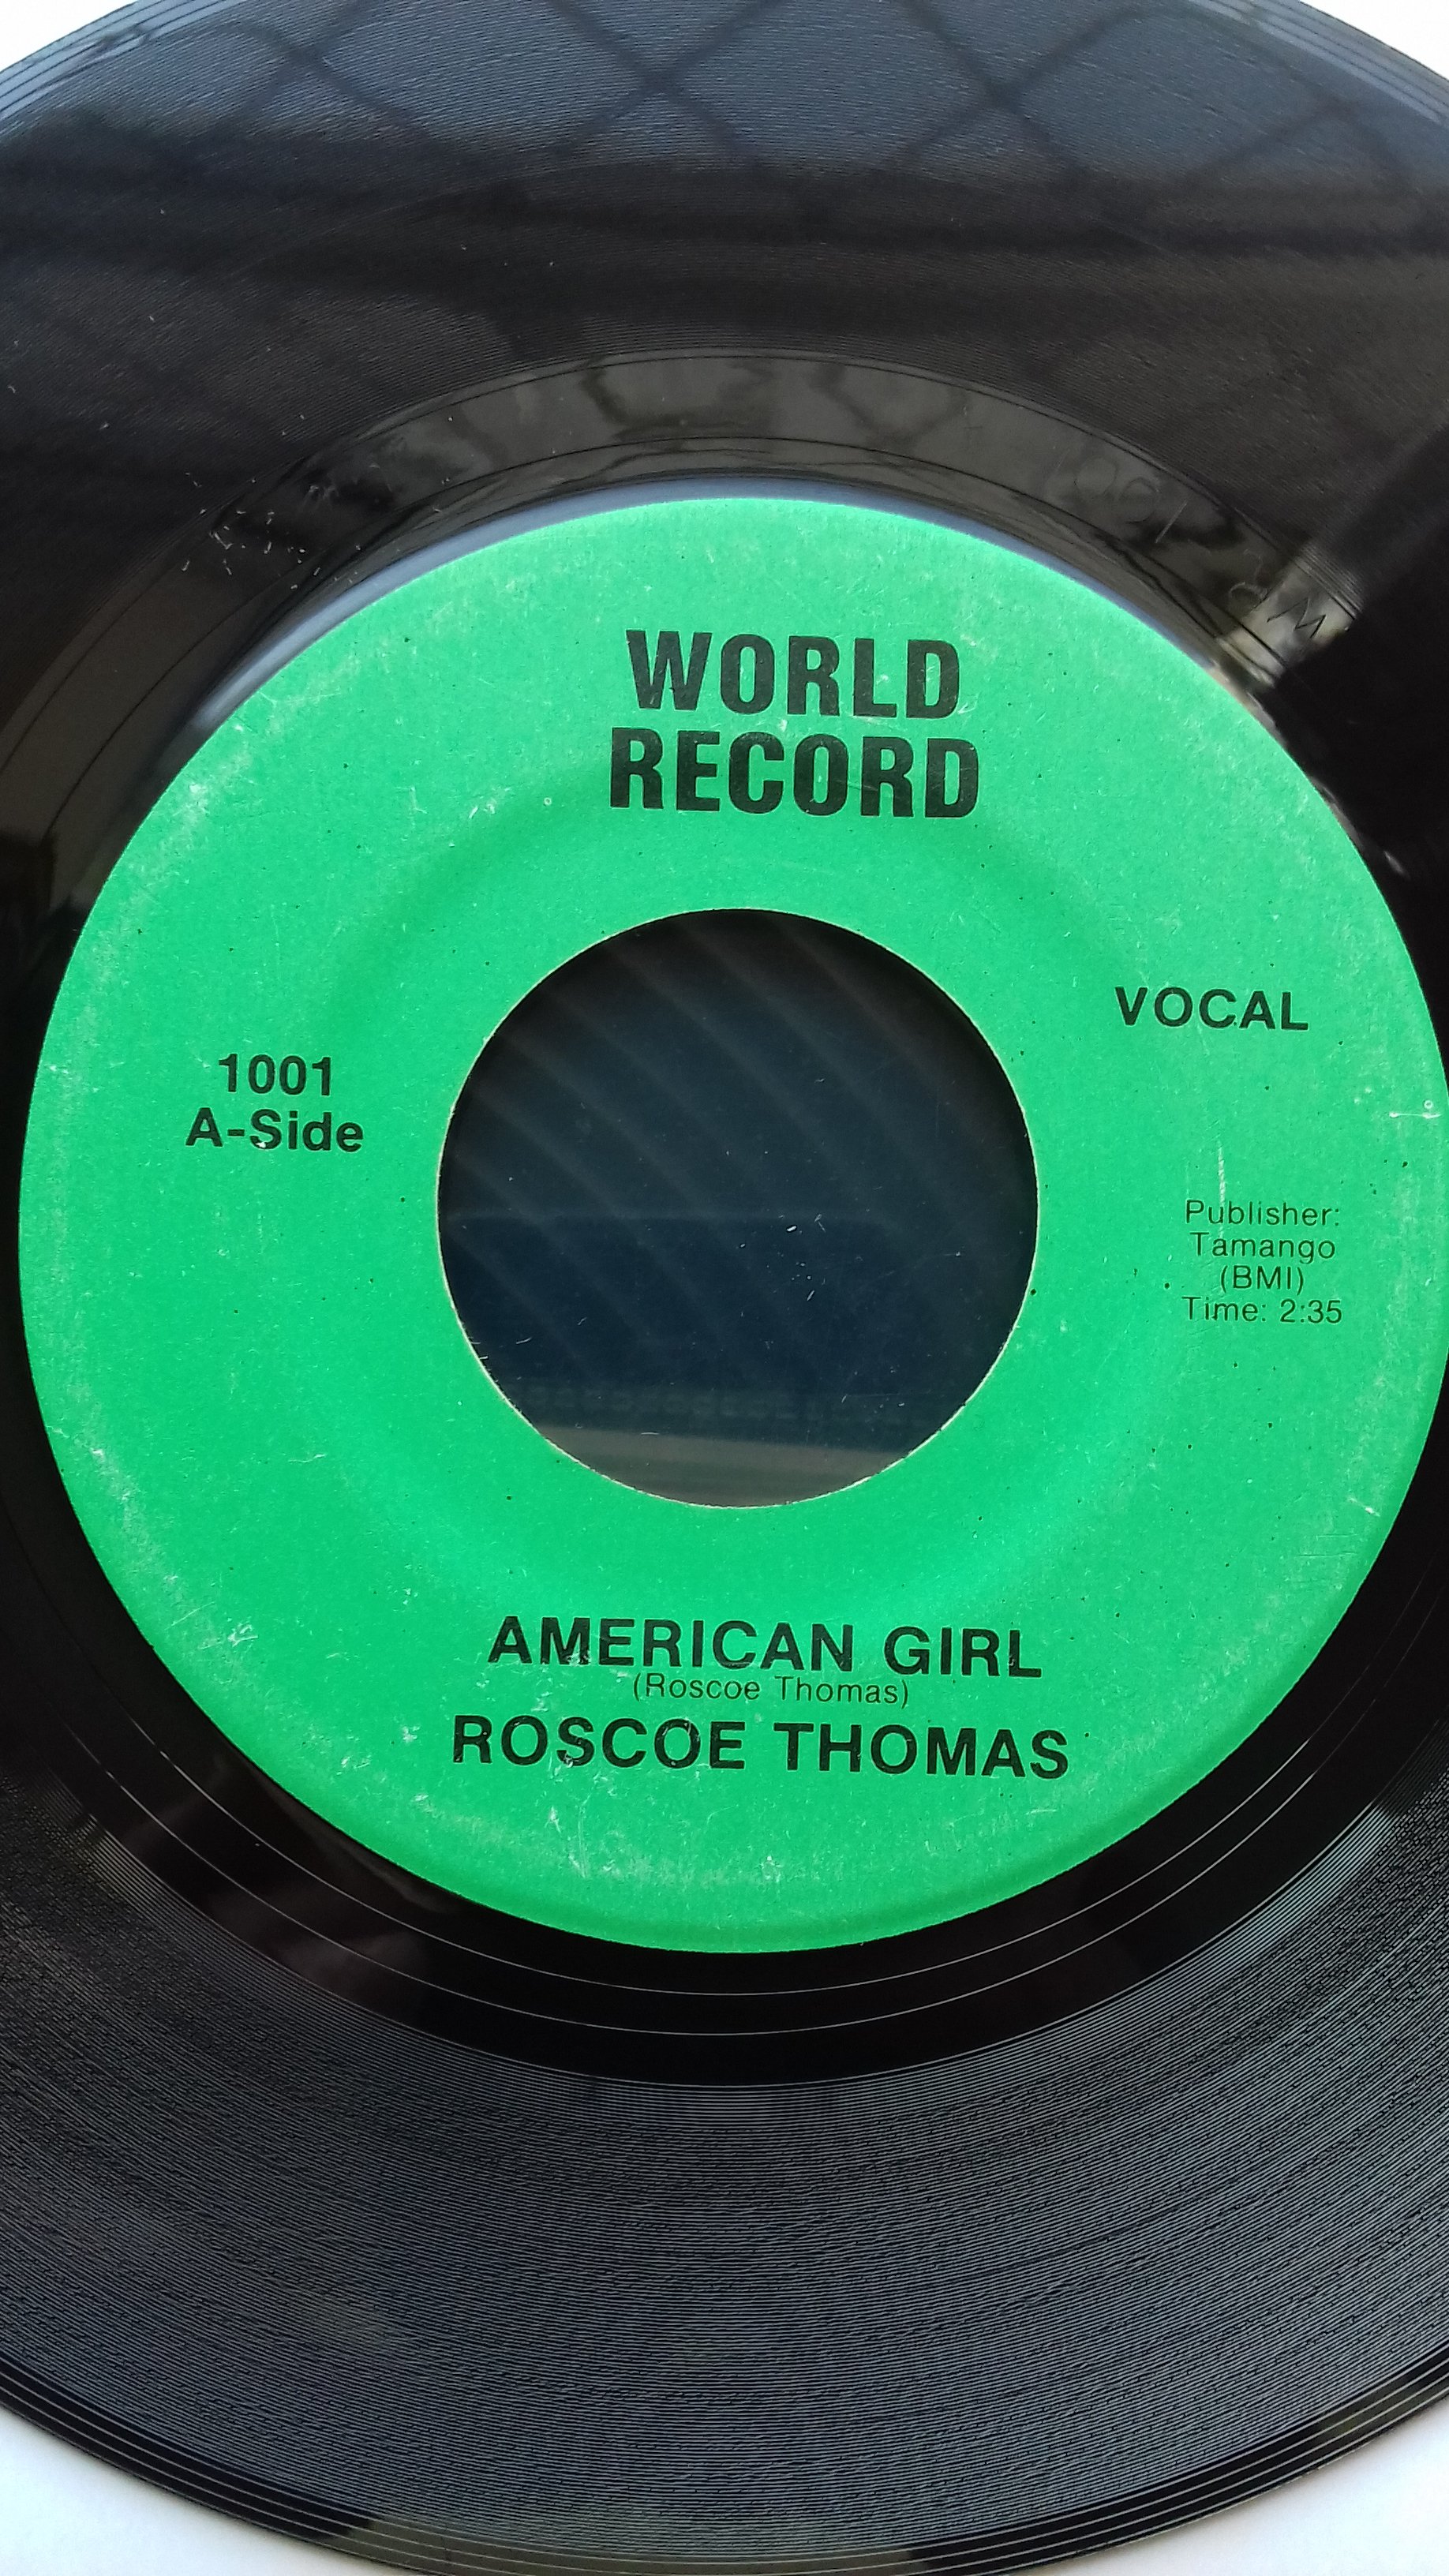 WORLD
RECORD
VOCAL
1001
A-Side
Publisher:
Tamango
(BMI)
Time: 2:35
AMERICAN GIRL
(Roscoe Thomas)
ROSCOE THOMAS